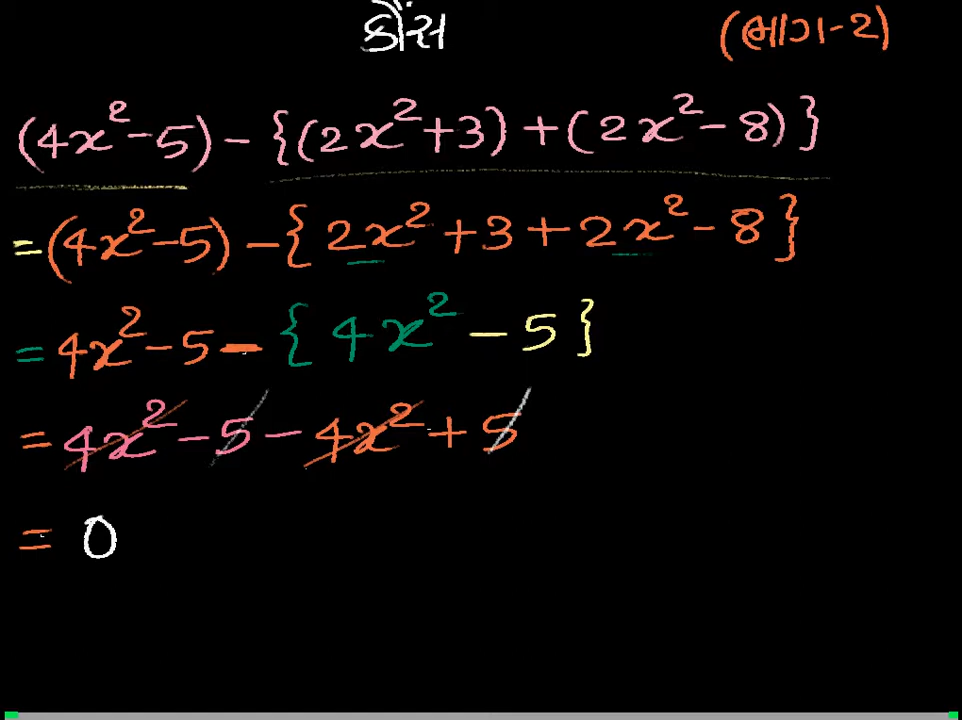 કૌંસ (ભાગ-2)
(4x²-5) - {(2x²+3) + (2x²-8)}
= (4x²-5) - {2x²+3+2x²-8}
= 4x²-5 - {4x²-5}
= 4x²-5-4x²+5
= 0